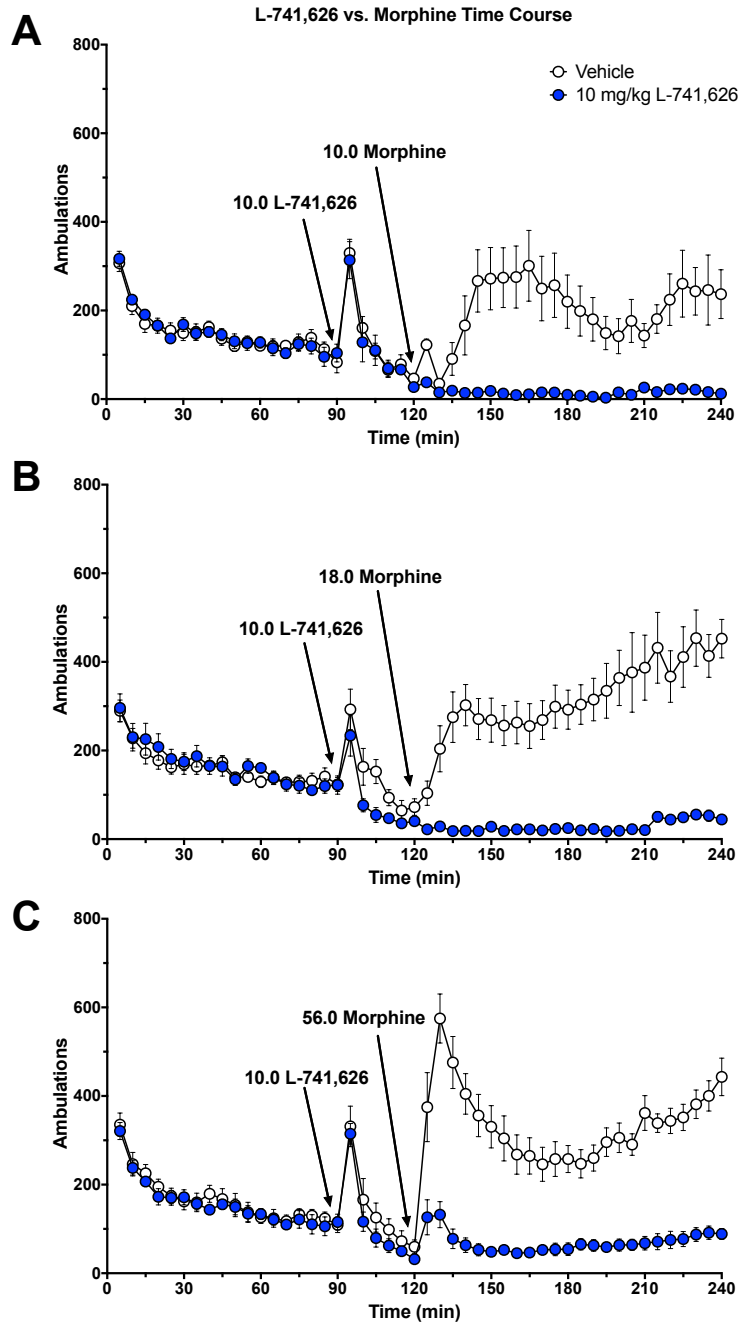 L-741,626 vs. Morphine Time Course
A
800
600
400
200
0
Ambulations
Vehicle
10 mg/kg L-741,626
10.0 Morphine
10.0 L-741,626
0 30 60 90 120 150 180 210 240
Time (min)
B
800
600
400
200
0
Ambulations
18.0 Morphine
10.0 L-741,626
0 30 60 90 120 150 180 210 240
Time (min)
C
800
600
400
200
0
Ambulations
56.0 Morphine
10.0 L-741,626
0 30 60 90 120 150 180 210 240
Time (min)